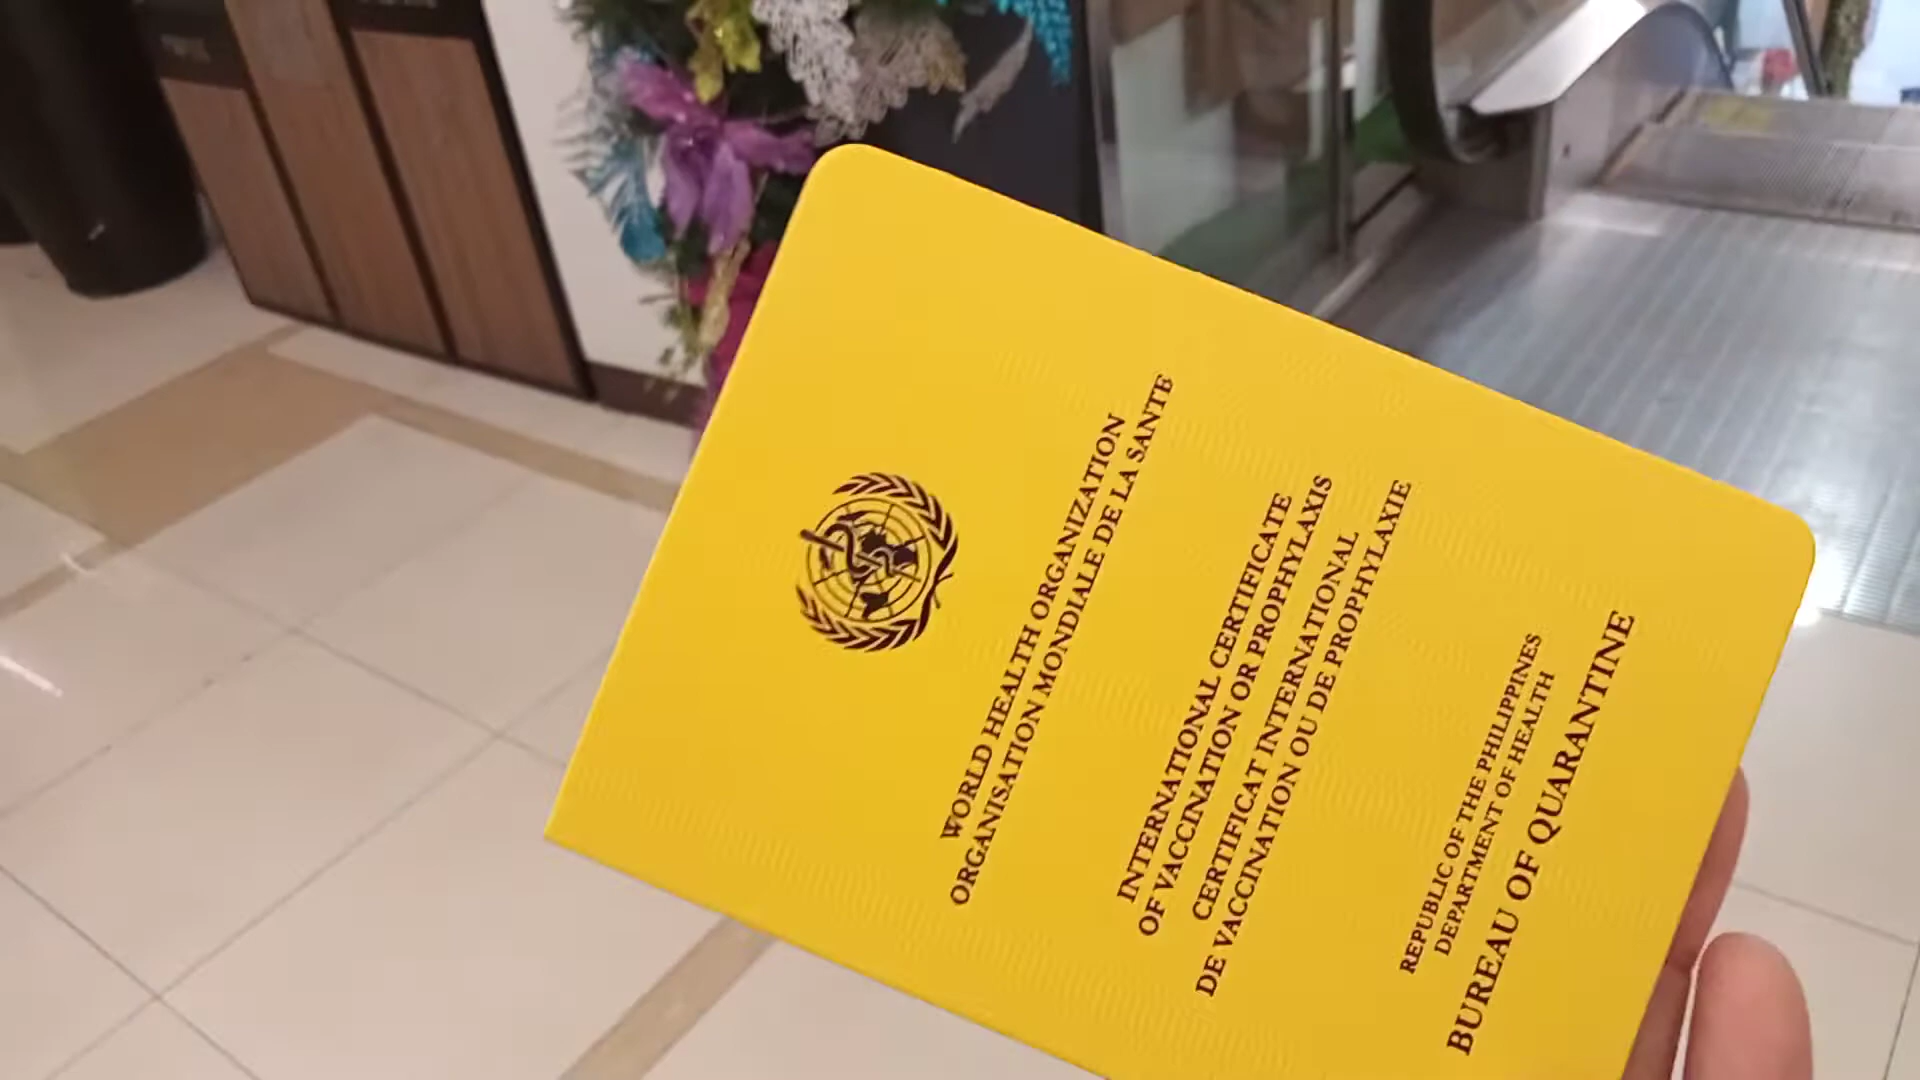 WORLD HEALTH ORGANIZATION
ORGANISATION MONDIALE DE LA SANTE
INTERNATIONAL CERTIFICATE
OF VACCINATION OR PROPHYLAXIS
CERTIFICAT INTERNATIONAL
DE VACCINATION OU DE PROPHYLAXIE
REPUBLIC OF THE PHILIPPINES
DEPARTMENT OF HEALTH
BUREAU OF QUARANTINE